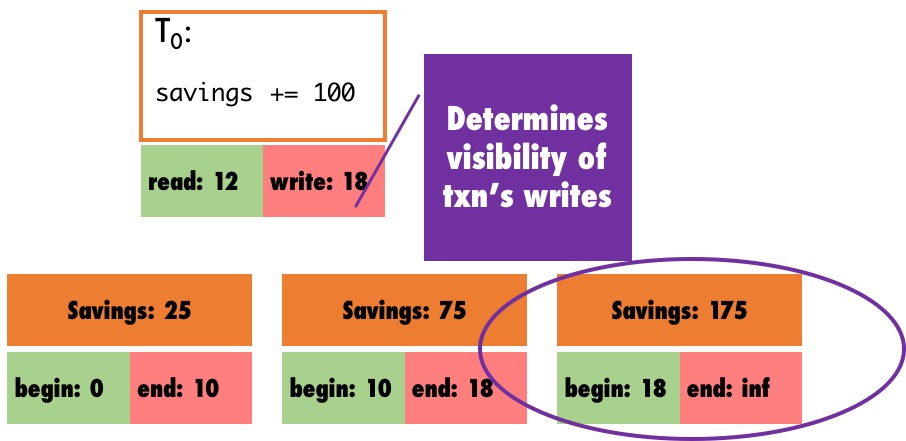 T₀:
savings += 100
read: 12
write: 18
Determines
visibility of
txn's writes
Savings: 25
begin: 0
end: 10
Savings: 75
begin: 10
end: 18
Savings: 175
begin: 18
end: inf